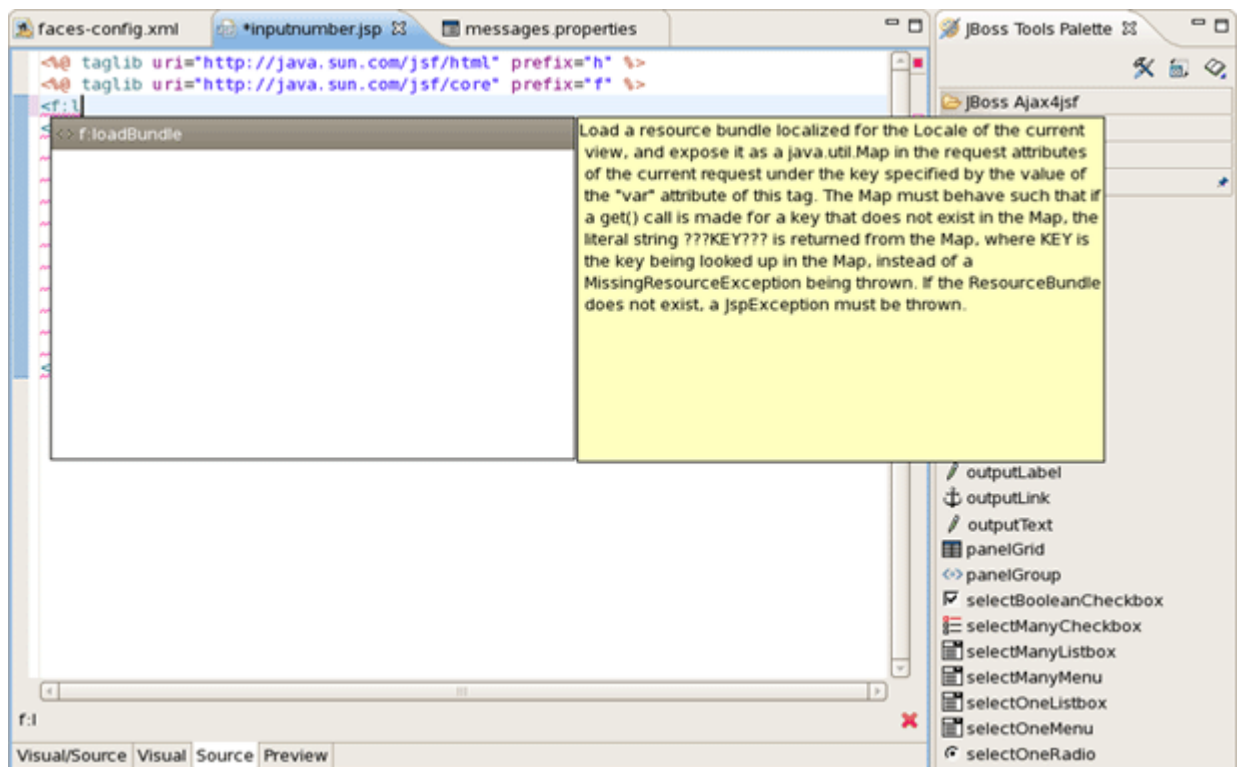 faces-config.xml
*inputnumber.jsp
messages.properties
JBoss Tools Palette
<%@ taglib uri="http://java.sun.com/jsf/html" prefix="h" %>
<%@ taglib uri="http://java.sun.com/jsf/core" prefix="f" %>
<f:l
JBoss Ajax4jsf
<> f:loadBundle
Load a resource bundle localized for the Locale of the current
view, and expose it as a java.util.Map in the request attributes
of the current request under the key specified by the value of
the "var" attribute of this tag. The Map must behave such that if
a get() call is made for a key that does not exist in the Map, the
literal string ???KEY??? is returned from the Map, where KEY is
the key being looked up in the Map, instead of a
MissingResourceException being thrown. If the ResourceBundle
does not exist, a JspException must be thrown.
outputLabel
outputLink
outputText
panelGrid
panelGroup
selectBooleanCheckbox
selectManyCheckbox
selectManyListbox
selectManyMenu
selectOneListbox
selectOneMenu
selectOneRadio
f:l
Visual/Source Visual Source Preview